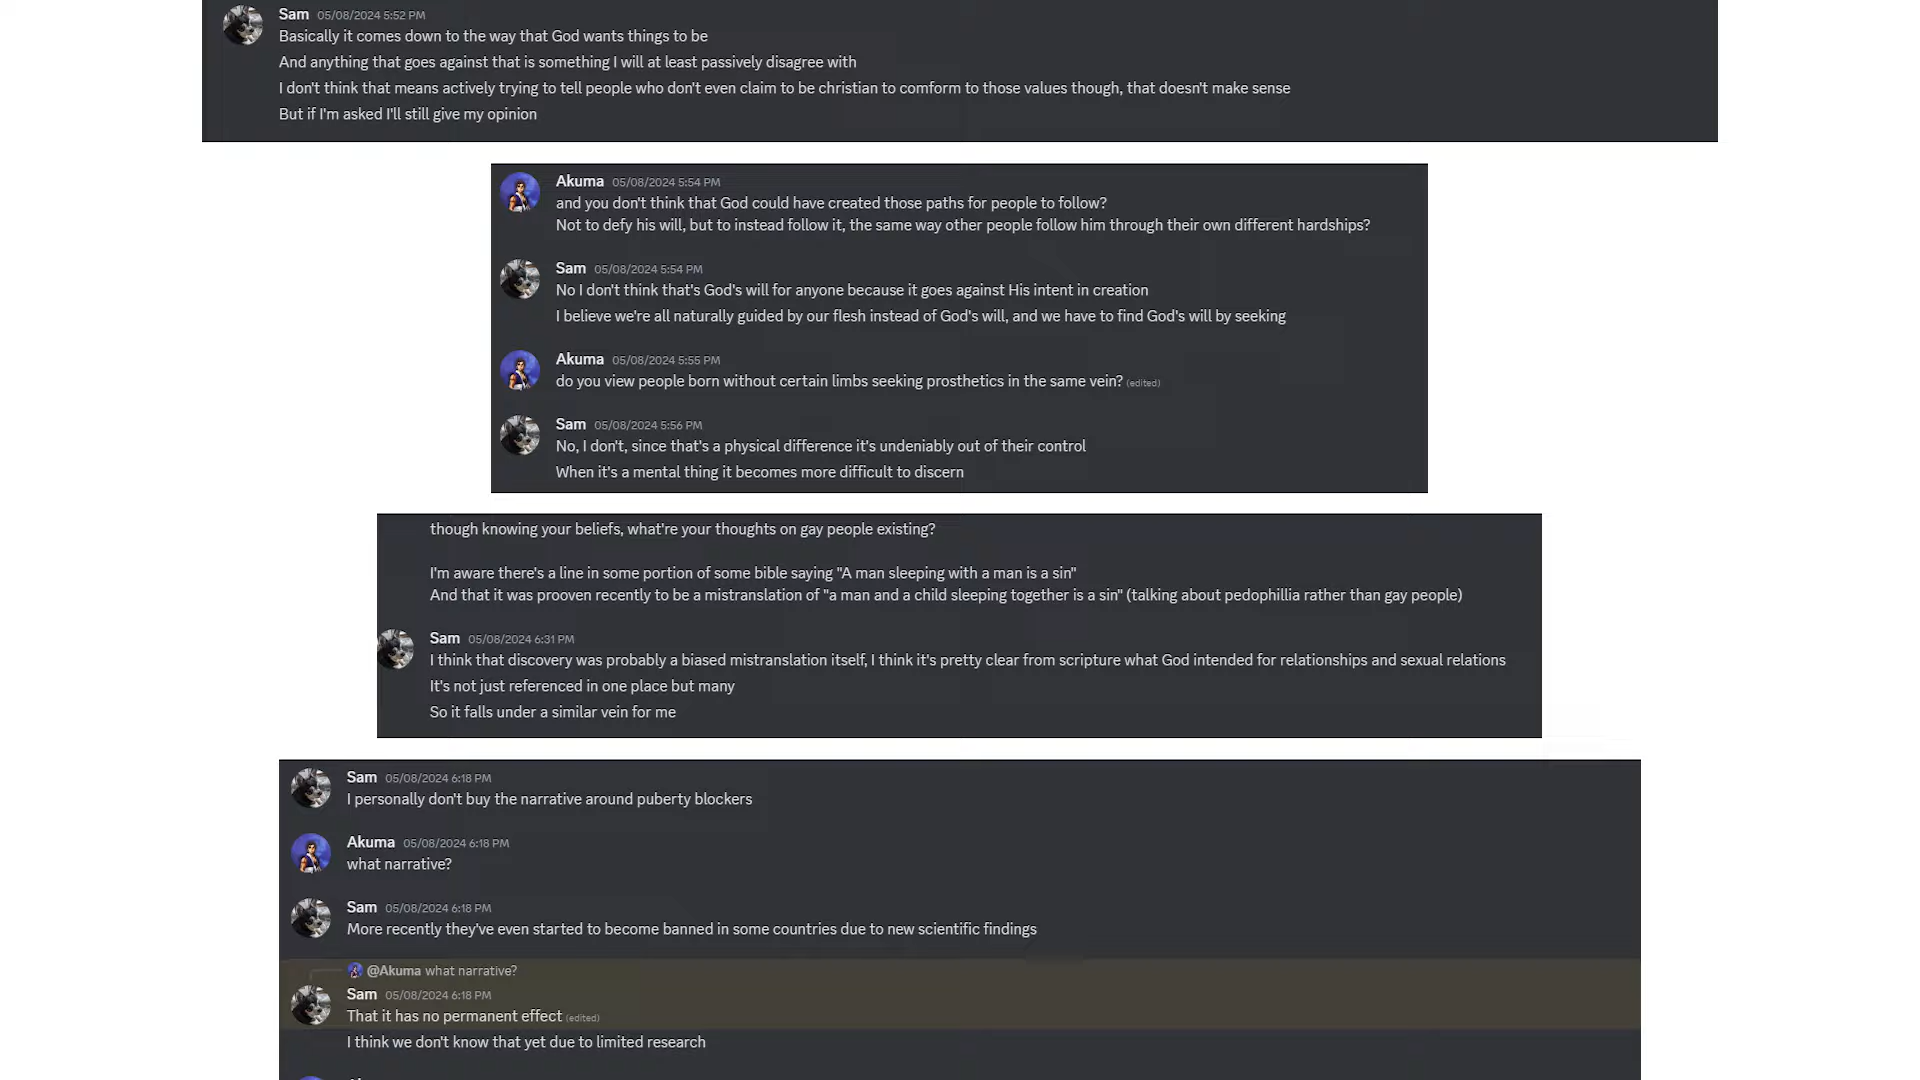 Sam 05/08/2024 5:52 PM
Basically it comes down to the way that God wants things to be
And anything that goes against that is something I will at least passively disagree with
I don't think that means actively trying to tell people who don't even claim to be christian to comform to those values though, that doesn't make sense
But if I'm asked I'll still give my opinion
Akuma 05/08/2024 5:54 PM
and you don't think that God could have created those paths for people to follow?
Not to defy his will, but to instead follow it, the same way other people follow him through their own different hardships?
Sam 05/08/2024 5:54 PM
No I don't think that's God's will for anyone because it goes against His intent in creation
I believe we're all naturally guided by our flesh instead of God's will, and we have to find God's will by seeking
Akuma 05/08/2024 5:55 PM
do you view people born without certain limbs seeking prosthetics in the same vein? (edited)
Sam 05/08/2024 5:56 PM
No, I don't, since that's a physical difference it's undeniably out of their control
When it's a mental thing it becomes more difficult to discern
though knowing your beliefs, what're your thoughts on gay people existing?
I'm aware there's a line in some portion of some bible saying "A man sleeping with a man is a sin"
And that it was prooven recently to be a mistranslation of "a man and a child sleeping together is a sin" (talking about pedophillia rather than gay people)
Sam 05/08/2024 6:31 PM
I think that discovery was probably a biased mistranslation itself, I think it's pretty clear from scripture what God intended for relationships and sexual relations
It's not just referenced in one place but many
So it falls under a similar vein for me
Sam 05/08/2024 6:18 PM
I personally don't buy the narrative around puberty blockers
Akuma 05/08/2024 6:18 PM
what narrative?
Sam 05/08/2024 6:18 PM
More recently they've even started to become banned in some countries due to new scientific findings
@Akuma what narrative?
Sam 05/08/2024 6:18 PM
That it has no permanent effect (edited)
I think we don't know that yet due to limited research